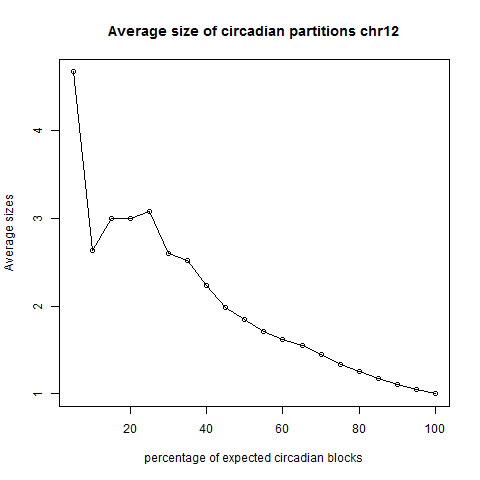 Average size of circadian partitions chr12
Average sizes
4
3
2
1
20 40 60 80 100
percentage of expected circadian blocks